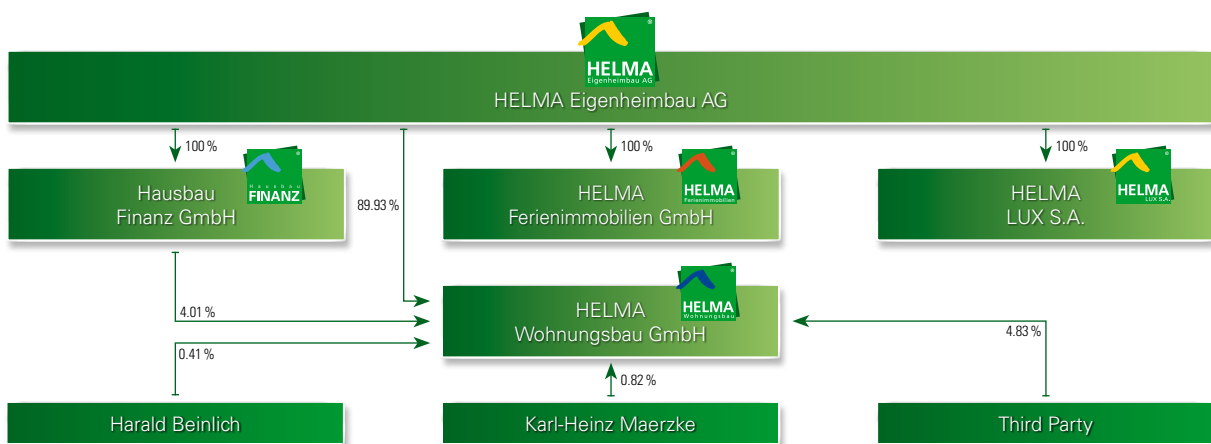 HELMA
Eigenheimbau AG
HELMA Eigenheimbau AG
100 %
89.93 %
100 %
100 %
Hausbau
Finanz GmbH
Hausbau
FINANZ
®
HELMA
Ferienimmobilien GmbH
HELMA
Ferienimmobilien
®
HELMA
LUX S.A.
HELMA
LUX S.A.
®
4.01 %
HELMA
Wohnungsbau GmbH
HELMA
Wohnungsbau
®
4.83 %
0.41 %
0.82 %
Harald Beinlich
Karl-Heinz Maerzke
Third Party